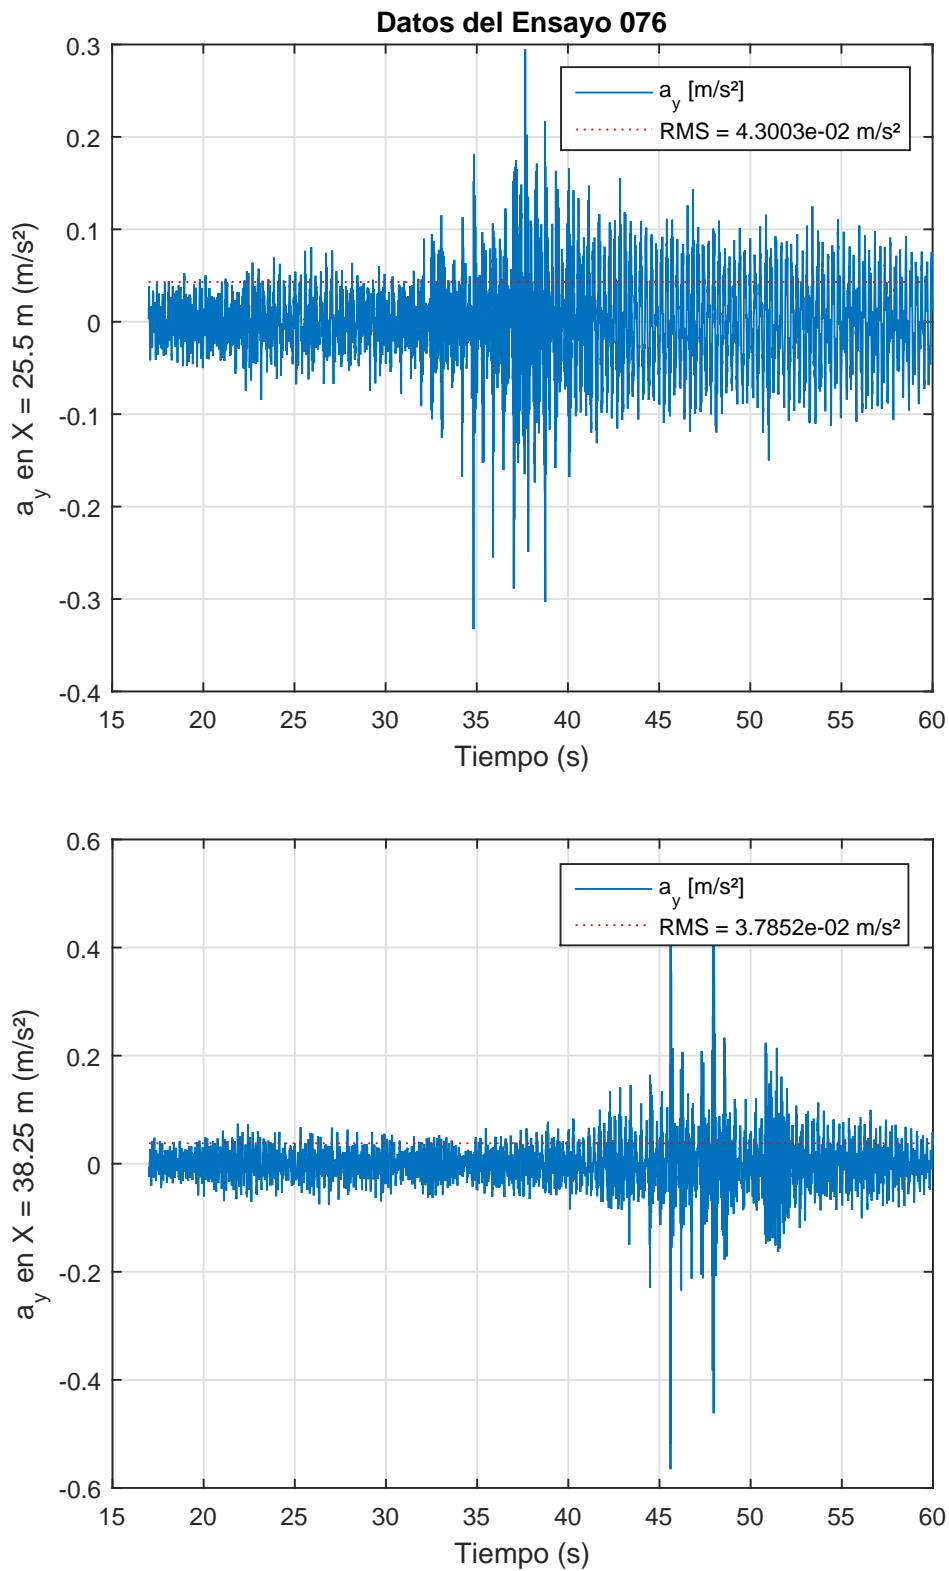 Datos del Ensayo 076
0.3
0.2
0.1
0
-0.1
-0.2
-0.3
-0.4
a_y en X = 25.5 m (m/s²)
a_y [m/s²]
RMS = 4.3003e-02 m/s²
15 20 25 30 35 40 45 50 55 60
Tiempo (s)
0.6
0.4
0.2
0
-0.2
-0.4
-0.6
a_y en X = 38.25 m (m/s²)
a_y [m/s²]
RMS = 3.7852e-02 m/s²
15 20 25 30 35 40 45 50 55 60
Tiempo (s)